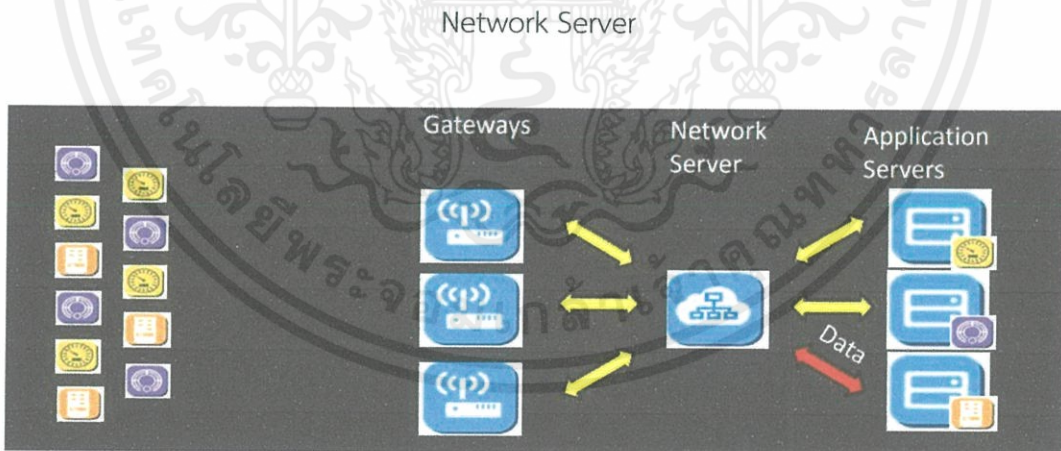 Network Server
Gateways
Network
Server
Application
Servers
Data